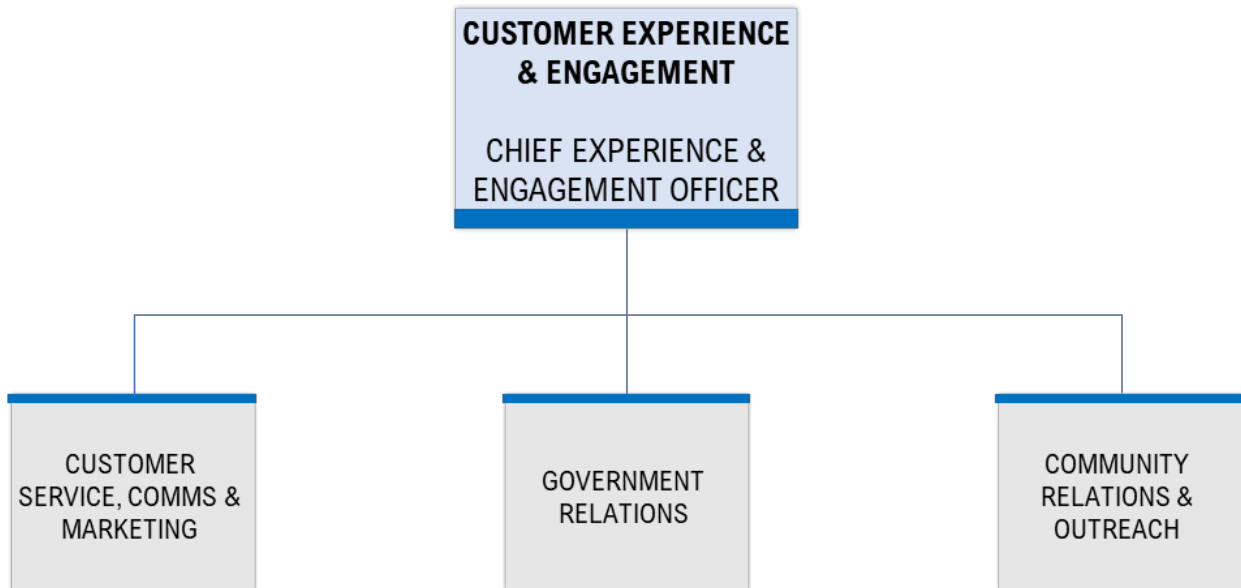 CUSTOMER EXPERIENCE
& ENGAGEMENT
CHIEF EXPERIENCE &
ENGAGEMENT OFFICER
CUSTOMER
SERVICE, COMMS &
MARKETING
GOVERNMENT
RELATIONS
COMMUNITY
RELATIONS &
OUTREACH